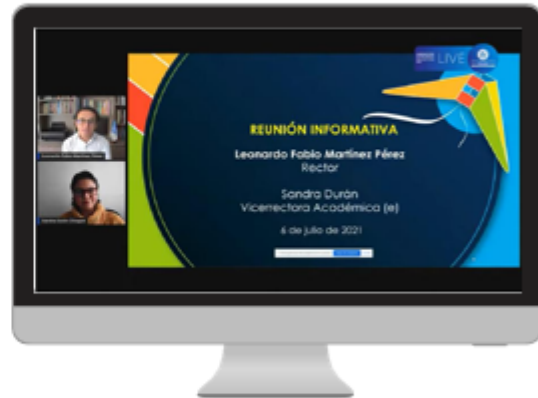 LIVE
REUNIÓN INFORMATIVA
Leonardo Fabio Martínez Pérez
Rector
Sandra Durán
Vicerrectora Académica (e)
6 de julio de 2021